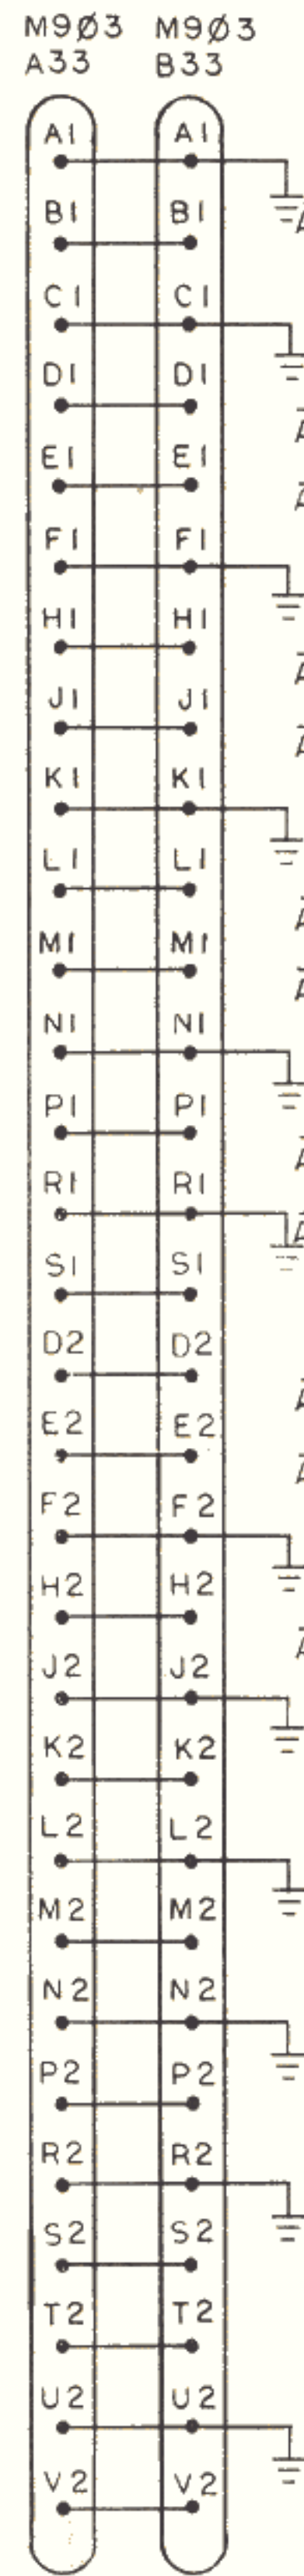 M9Ø3 M9Ø3
A33 B33
A1 A1
B1 B1
C1 C1
D1 D1
E1 E1
F1 F1
H1 H1
J1 J1
K1 K1
L1 L1
M1 M1
N1 N1
P1 P1
R1 R1
S1 S1
D2 D2
E2 E2
F2 F2
H2 H2
J2 J2
K2 K2
L2 L2
M2 M2
N2 N2
P2 P2
R2 R2
S2 S2
T2 T2
U2 U2
V2 V2